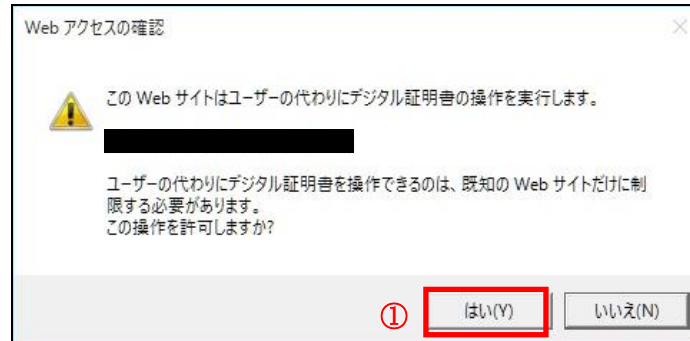 Web アクセスの確認
この Web サイトはユーザーの代わりにデジタル証明書の操作を実行します。
ユーザーの代わりにデジタル証明書を操作できるのは、既知の Web サイトだけに制
限する必要があります。
この操作を許可しますか?
① はい(Y) いいえ(N)